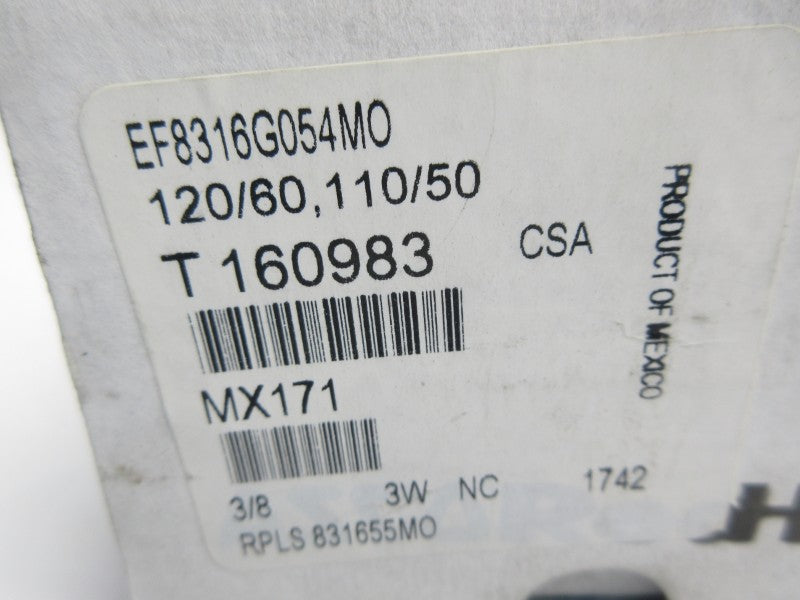 EF8316G054MO
120/60,110/50
T 160983
CSA
PRODUCT OF MEXICO
MX171
3/8 3W NC 1742
RPLS 831655MO